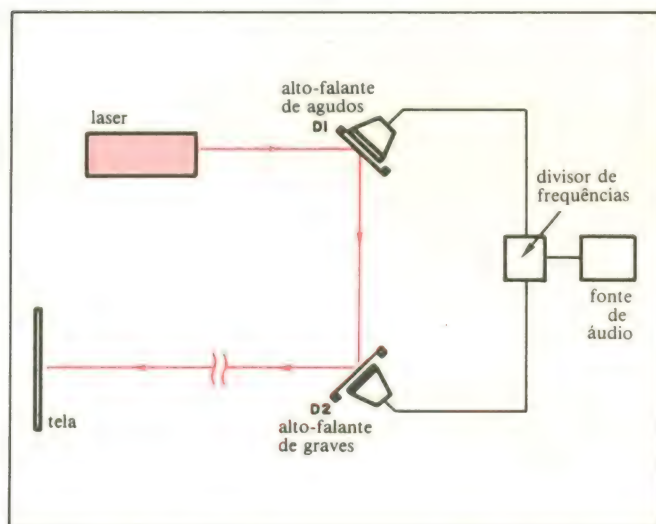 alto-falante
de agudos
D1
laser
divisor de
frequências
fonte
de
áudio
tela
D2
alto-falante
de graves